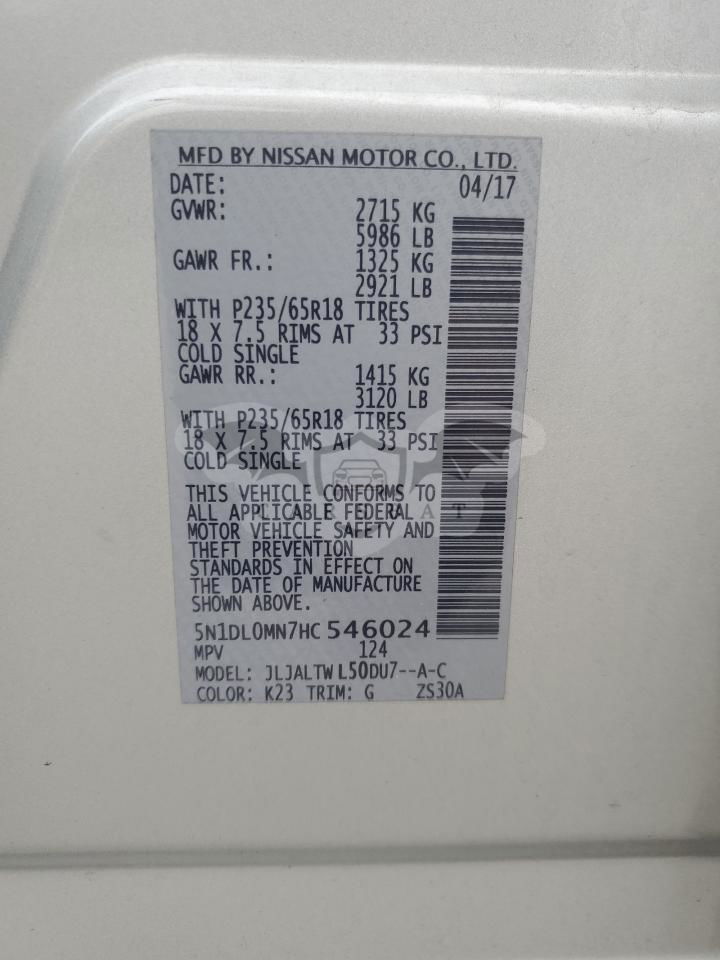 MFD BY NISSAN MOTOR CO., LTD.
DATE: 04/17
GVWR: 2715 KG
5986 LB
GAWR FR.: 1325 KG
2921 LB
WITH P235/65R18 TIRES
18 X 7.5 RIMS AT 33 PSI
COLD SINGLE
GAWR RR.: 1415 KG
3120 LB
WITH P235/65R18 TIRES
18 X 7.5 RIMS AT 33 PSI
COLD SINGLE
THIS VEHICLE CONFORMS TO
ALL APPLICABLE FEDERAL
MOTOR VEHICLE SAFETY AND
THEFT PREVENTION
STANDARDS IN EFFECT ON
THE DATE OF MANUFACTURE
SHOWN ABOVE.
5N1DL0MN7HC 546024
MPV 124
MODEL: JLJALTW L50DU7--A-C
COLOR: K23 TRIM: G ZS30A